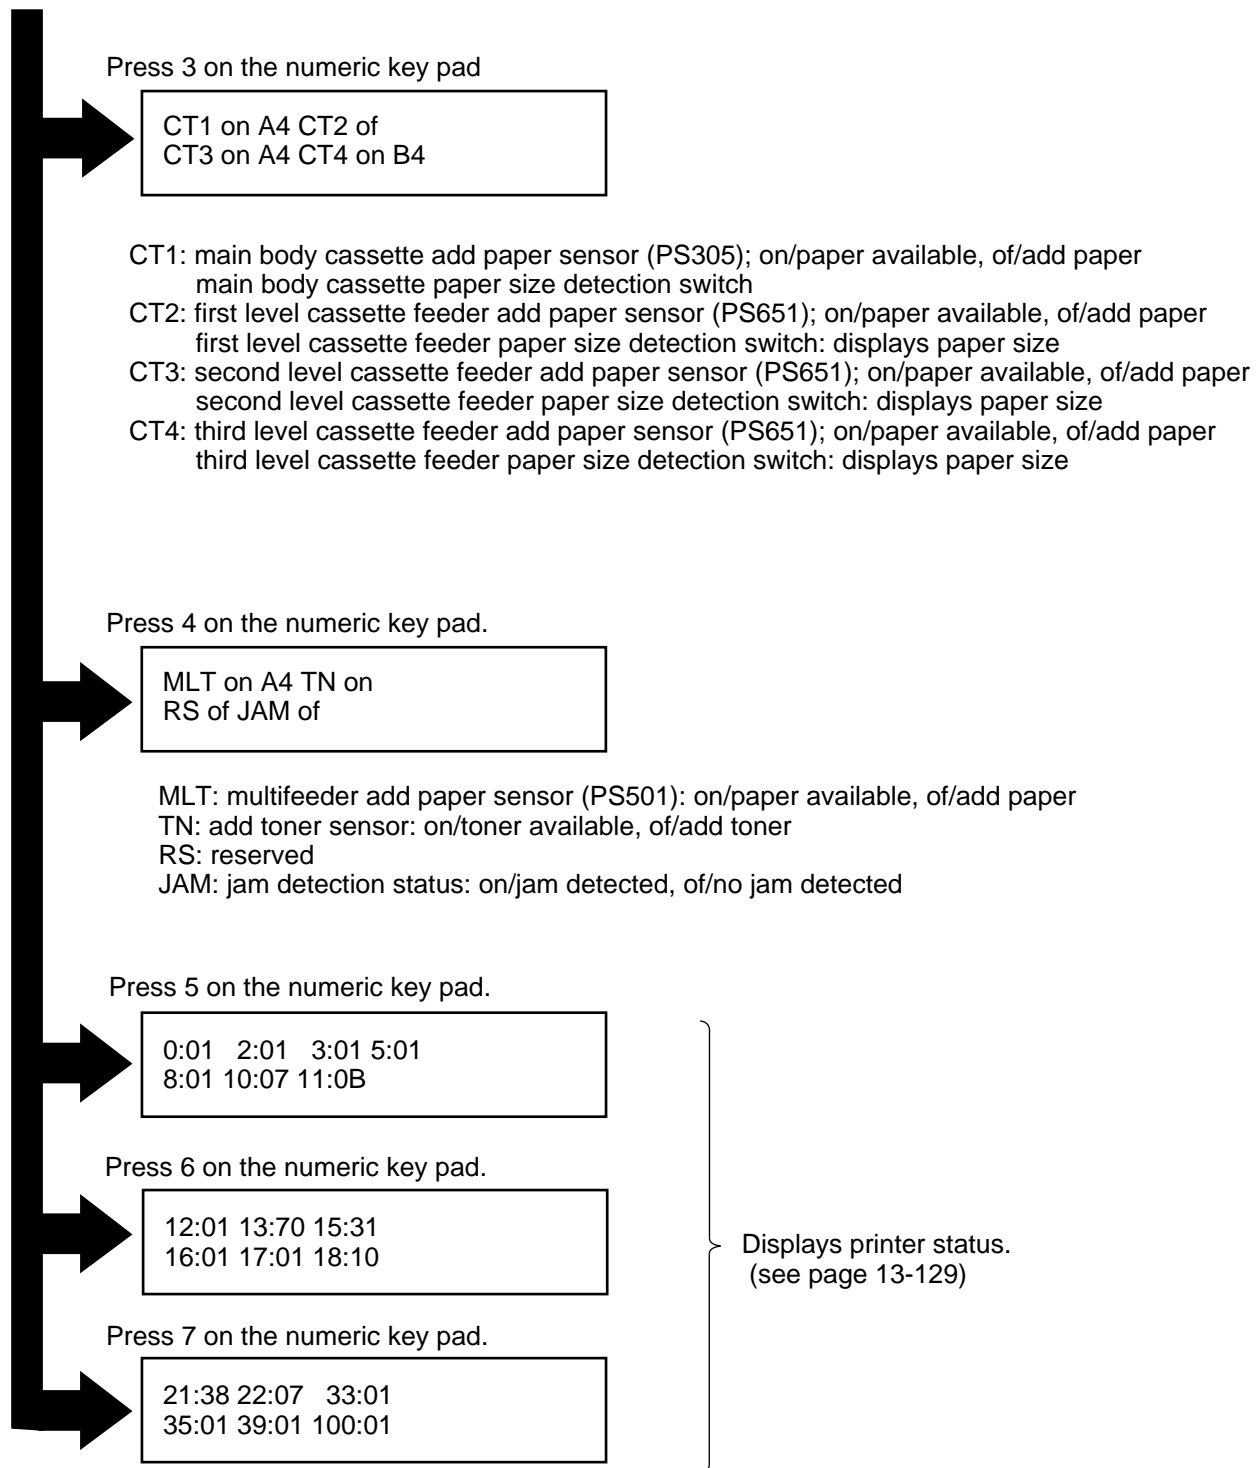 Press 3 on the numeric key pad
CT1 on A4 CT2 of
CT3 on A4 CT4 on B4
CT1: main body cassette add paper sensor (PS305); on/paper available, of/add paper
main body cassette paper size detection switch
CT2: first level cassette feeder add paper sensor (PS651); on/paper available, of/add paper
first level cassette feeder paper size detection switch: displays paper size
CT3: second level cassette feeder add paper sensor (PS651); on/paper available, of/add paper
second level cassette feeder paper size detection switch: displays paper size
CT4: third level cassette feeder add paper sensor (PS651); on/paper available, of/add paper
third level cassette feeder paper size detection switch: displays paper size
Press 4 on the numeric key pad.
MLT on A4 TN on
RS of JAM of
MLT: multifeeder add paper sensor (PS501): on/paper available, of/add paper
TN: add toner sensor: on/toner available, of/add toner
RS: reserved
JAM: jam detection status: on/jam detected, of/no jam detected
Press 5 on the numeric key pad.
0:01 2:01 3:01 5:01
8:01 10:07 11:0B
Press 6 on the numeric key pad.
12:01 13:70 15:31
16:01 17:01 18:10
Displays printer status.
(see page 13-129)
Press 7 on the numeric key pad.
21:38 22:07 33:01
35:01 39:01 100:01